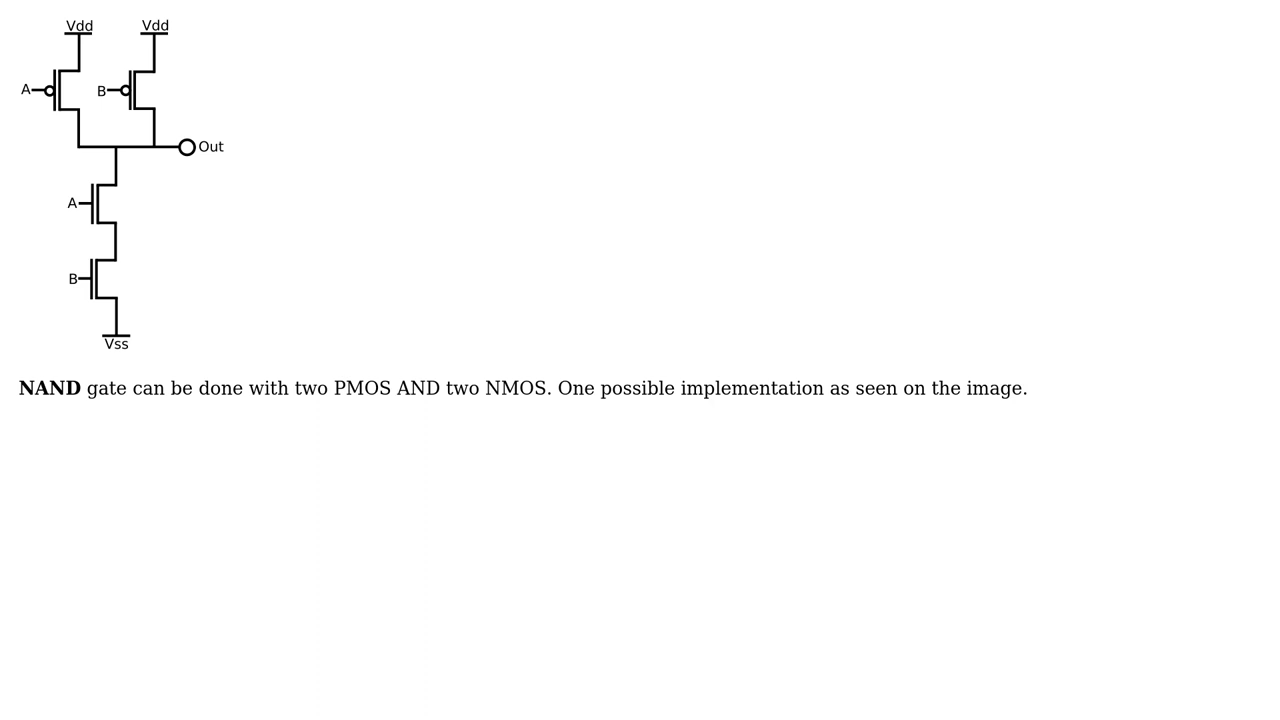 Vdd Vdd
A B
Out
A
B
Vss
NAND gate can be done with two PMOS AND two NMOS. One possible implementation as seen on the image.